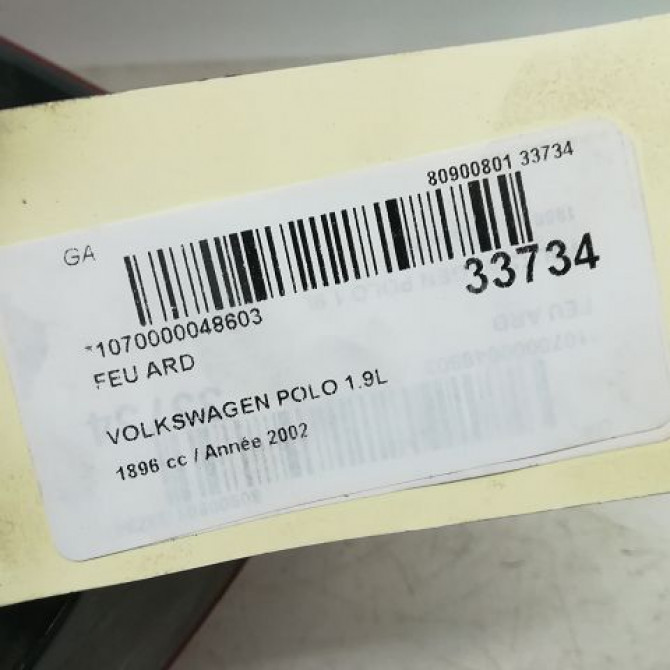 80900801 33734
GA
33734
*1070000048603
FEU ARD
VOLKSWAGEN POLO 1.9L
1896 cc / Année 2002